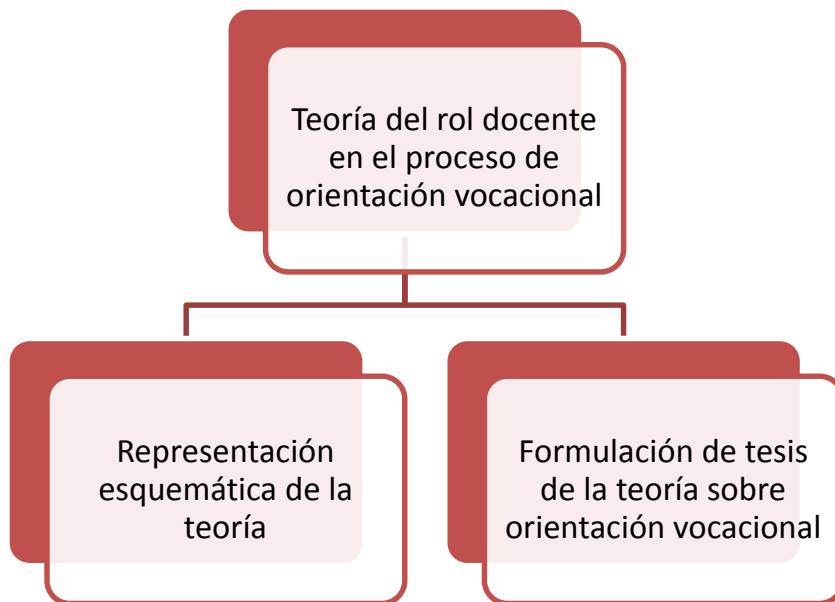 Teoría del rol docente
en el proceso de
orientación vocacional
Representación
esquemática de la
teoría
Formulación de tesis
de la teoría sobre
orientación vocacional